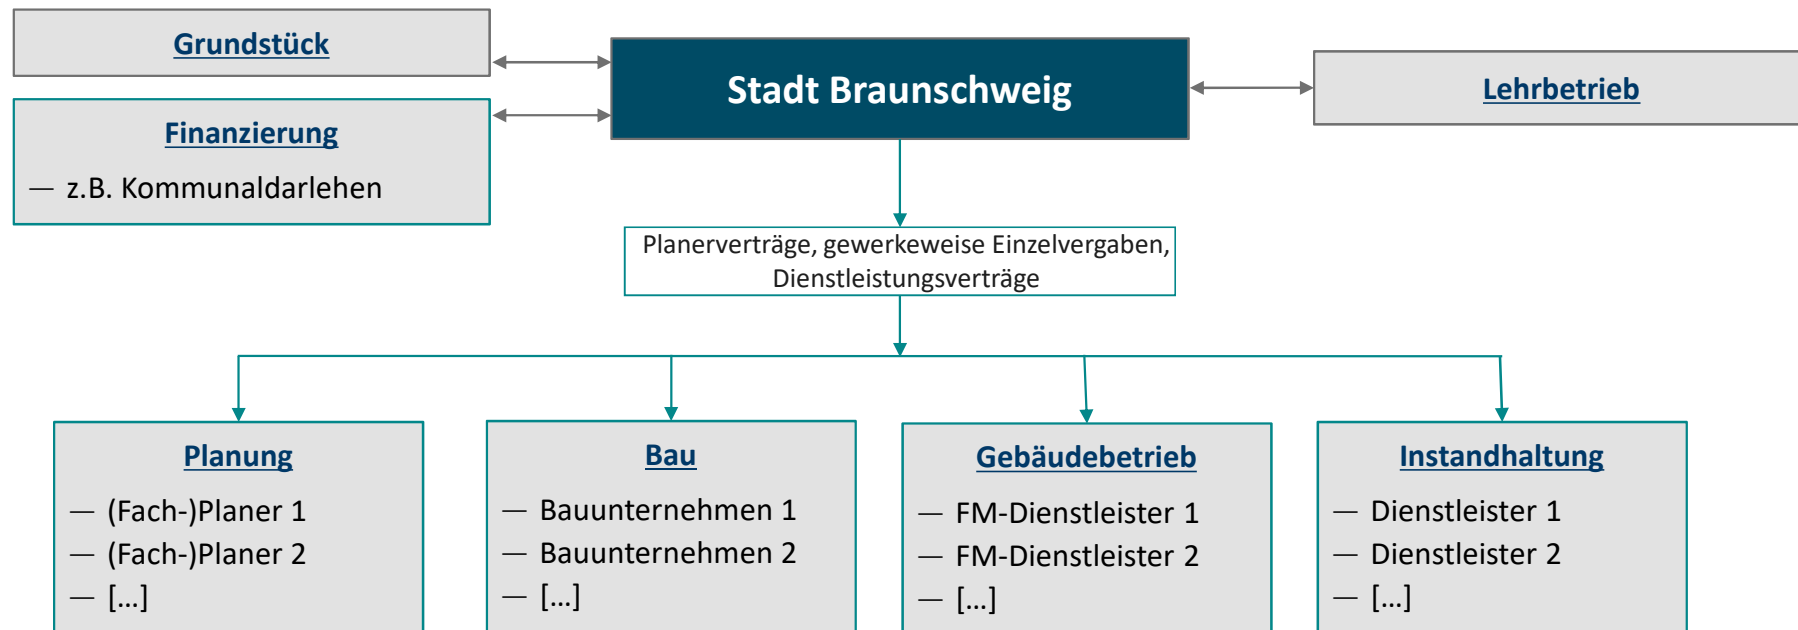 Grundstück
Stadt Braunschweig
Lehrbetrieb
Finanzierung
— z.B. Kommunaldarlehen
Planerverträge, gewerkeweise Einzelvergaben,
Dienstleistungsverträge
Planung
— (Fach-)Planer 1
— (Fach-)Planer 2
— [...]
Bau
— Bauunternehmen 1
— Bauunternehmen 2
— [...]
Gebäudebetrieb
— FM-Dienstleister 1
— FM-Dienstleister 2
— [...]
Instandhaltung
— Dienstleister 1
— Dienstleister 2
— [...]